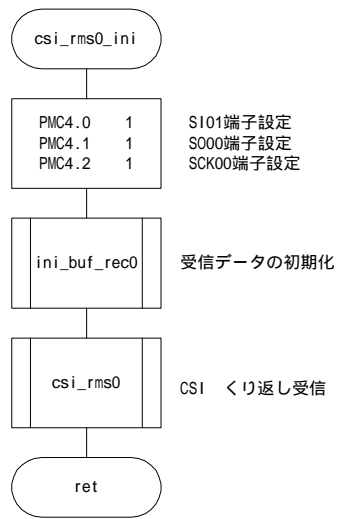 csi_rms0_ini
PMC4.0 1 SI01端子設定
PMC4.1 1 SO00端子設定
PMC4.2 1 SCK00端子設定
ini_buf_rec0 受信データの初期化
csi_rms0 CSI くり返し受信
ret